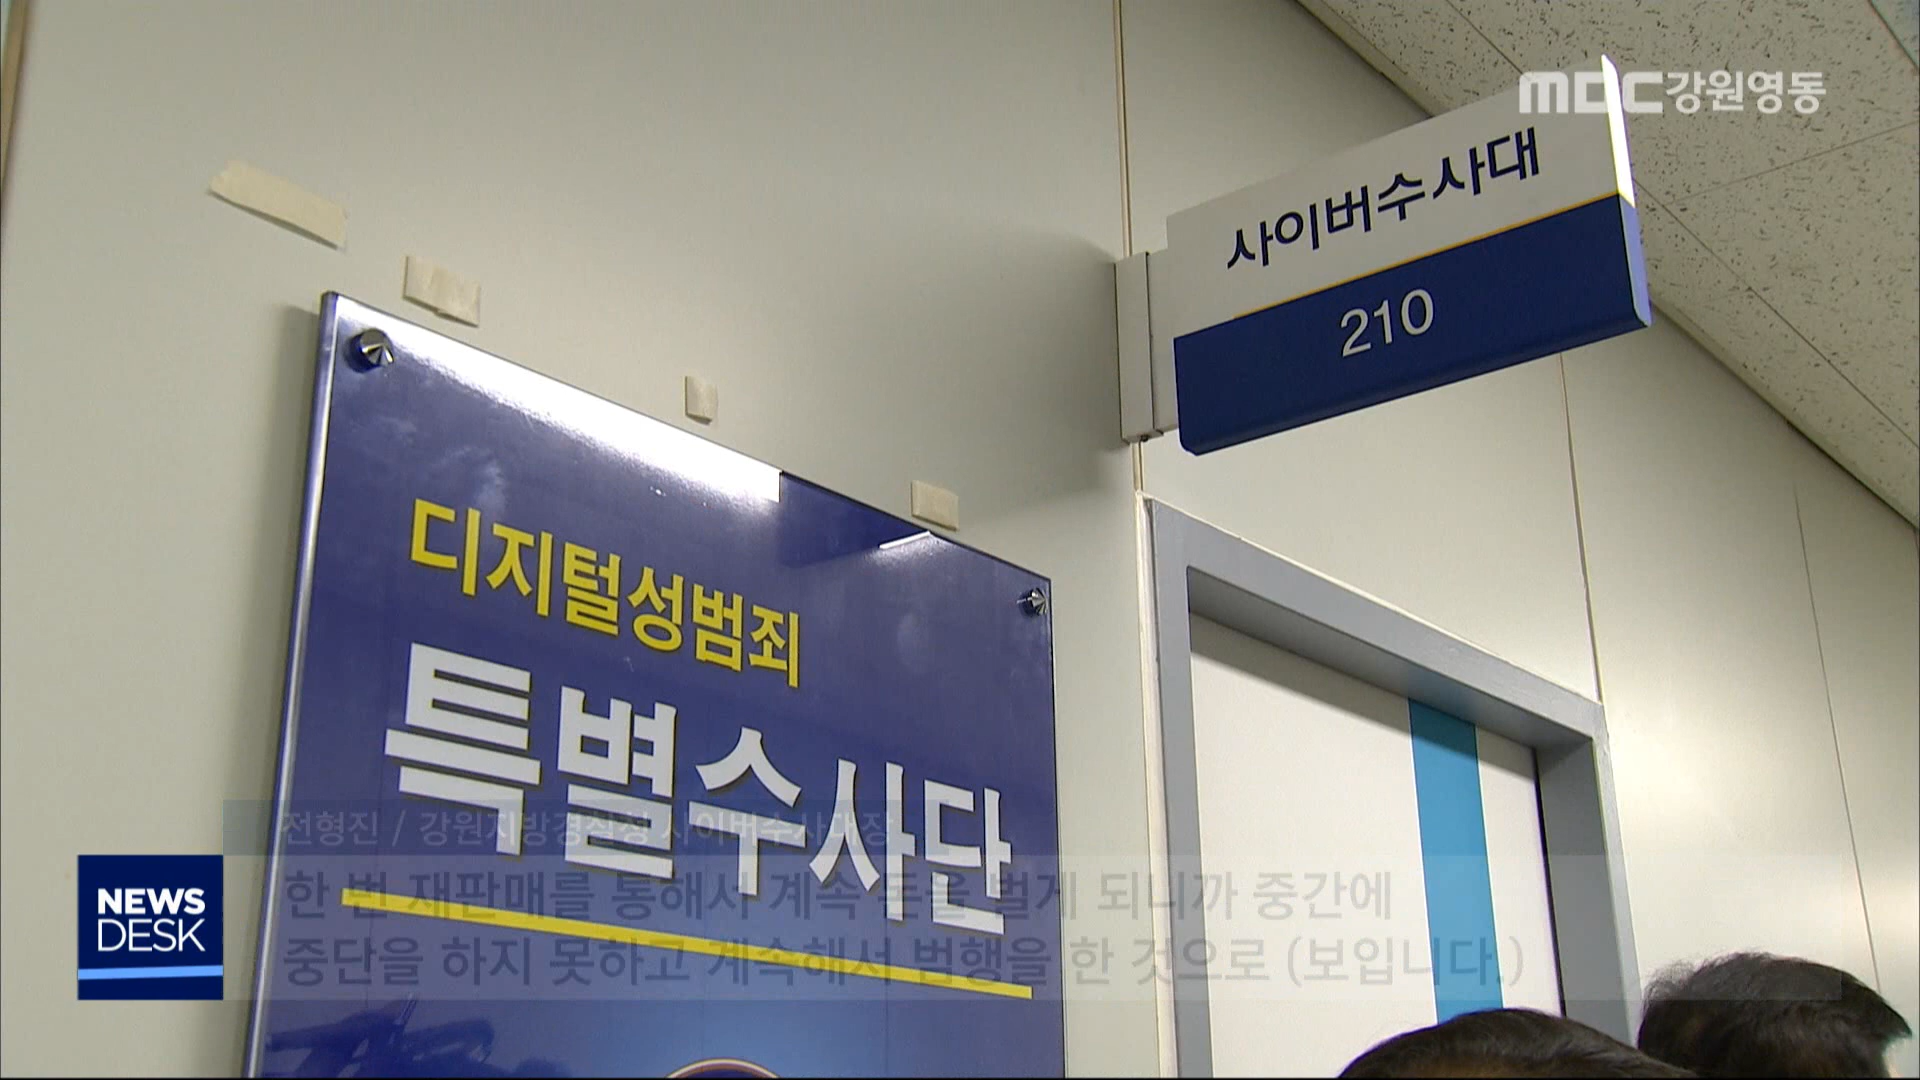 MBC강원영동
사이버수사대
210
디지털성범죄
특별수사단
전형진 / 강원지방경찰청 사이버수사대장
한 번 재판매를 통해서 계속 돈을 벌게 되니까 중간에
중단을 하지 못하고 계속해서 범행을 한 것으로 (보입니다.)
NEWS
DESK